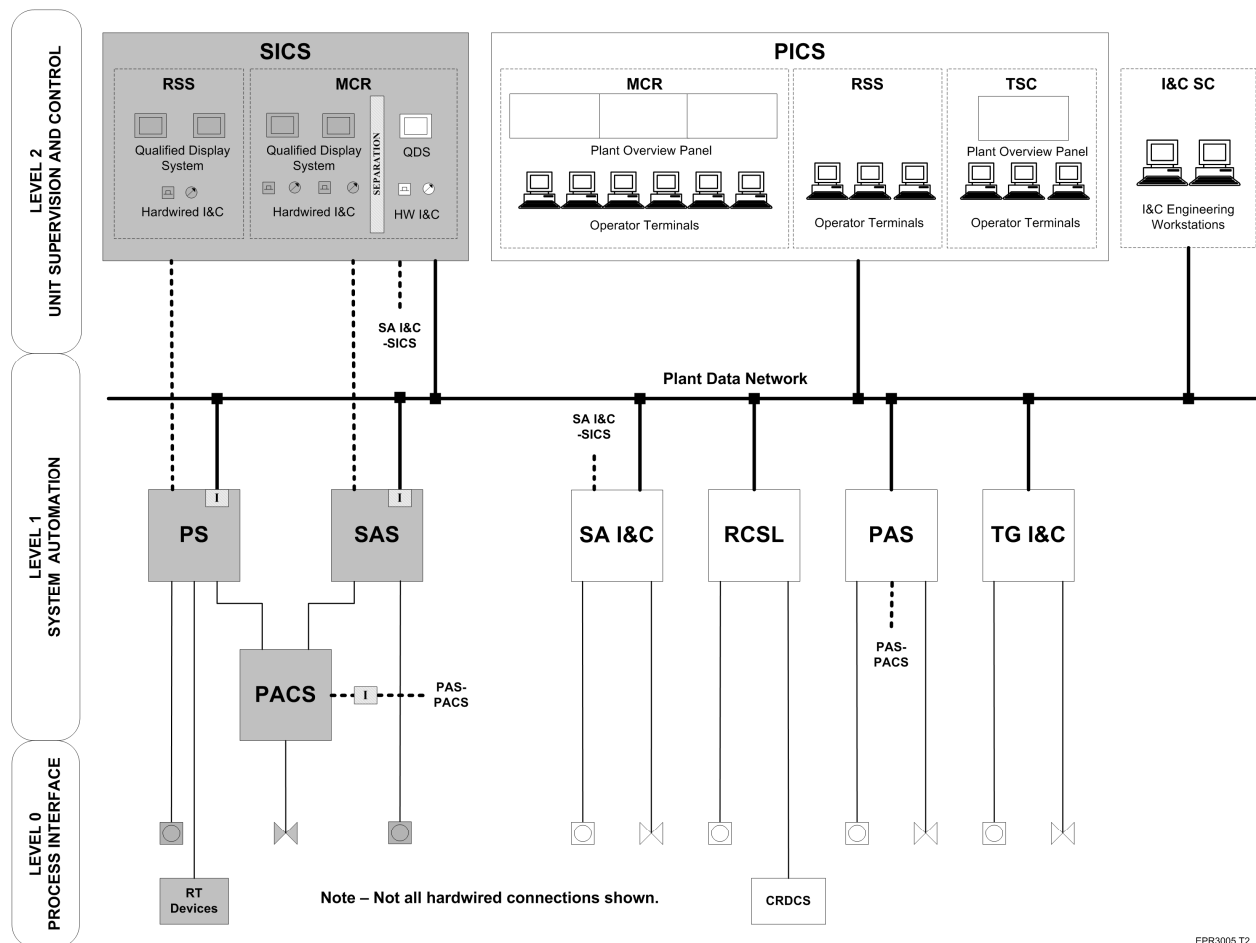 LEVEL 2
UNIT SUPERVISION AND CONTROL
SICS
RSS
Qualified Display
System
Hardwired I&C
MCR
Qualified Display
System
Hardwired I&C
SEPARATION
QDS
HW I&C
PICS
MCR
Plant Overview Panel
Operator Terminals
RSS
Operator Terminals
TSC
Plant Overview Panel
Operator Terminals
I&C SC
I&C Engineering
Workstations
SA I&C
-SICS
LEVEL 1
SYSTEM AUTOMATION
Plant Data Network
SA I&C
-SICS
I
PS
I
SAS
SA I&C
RCSL
PAS
TG I&C
PACS
I
PAS-
PACS
PAS-
PACS
LEVEL 0
PROCESS INTERFACE
RT
Devices
Note – Not all hardwired connections shown.
CRDCS
EPR3005 T2